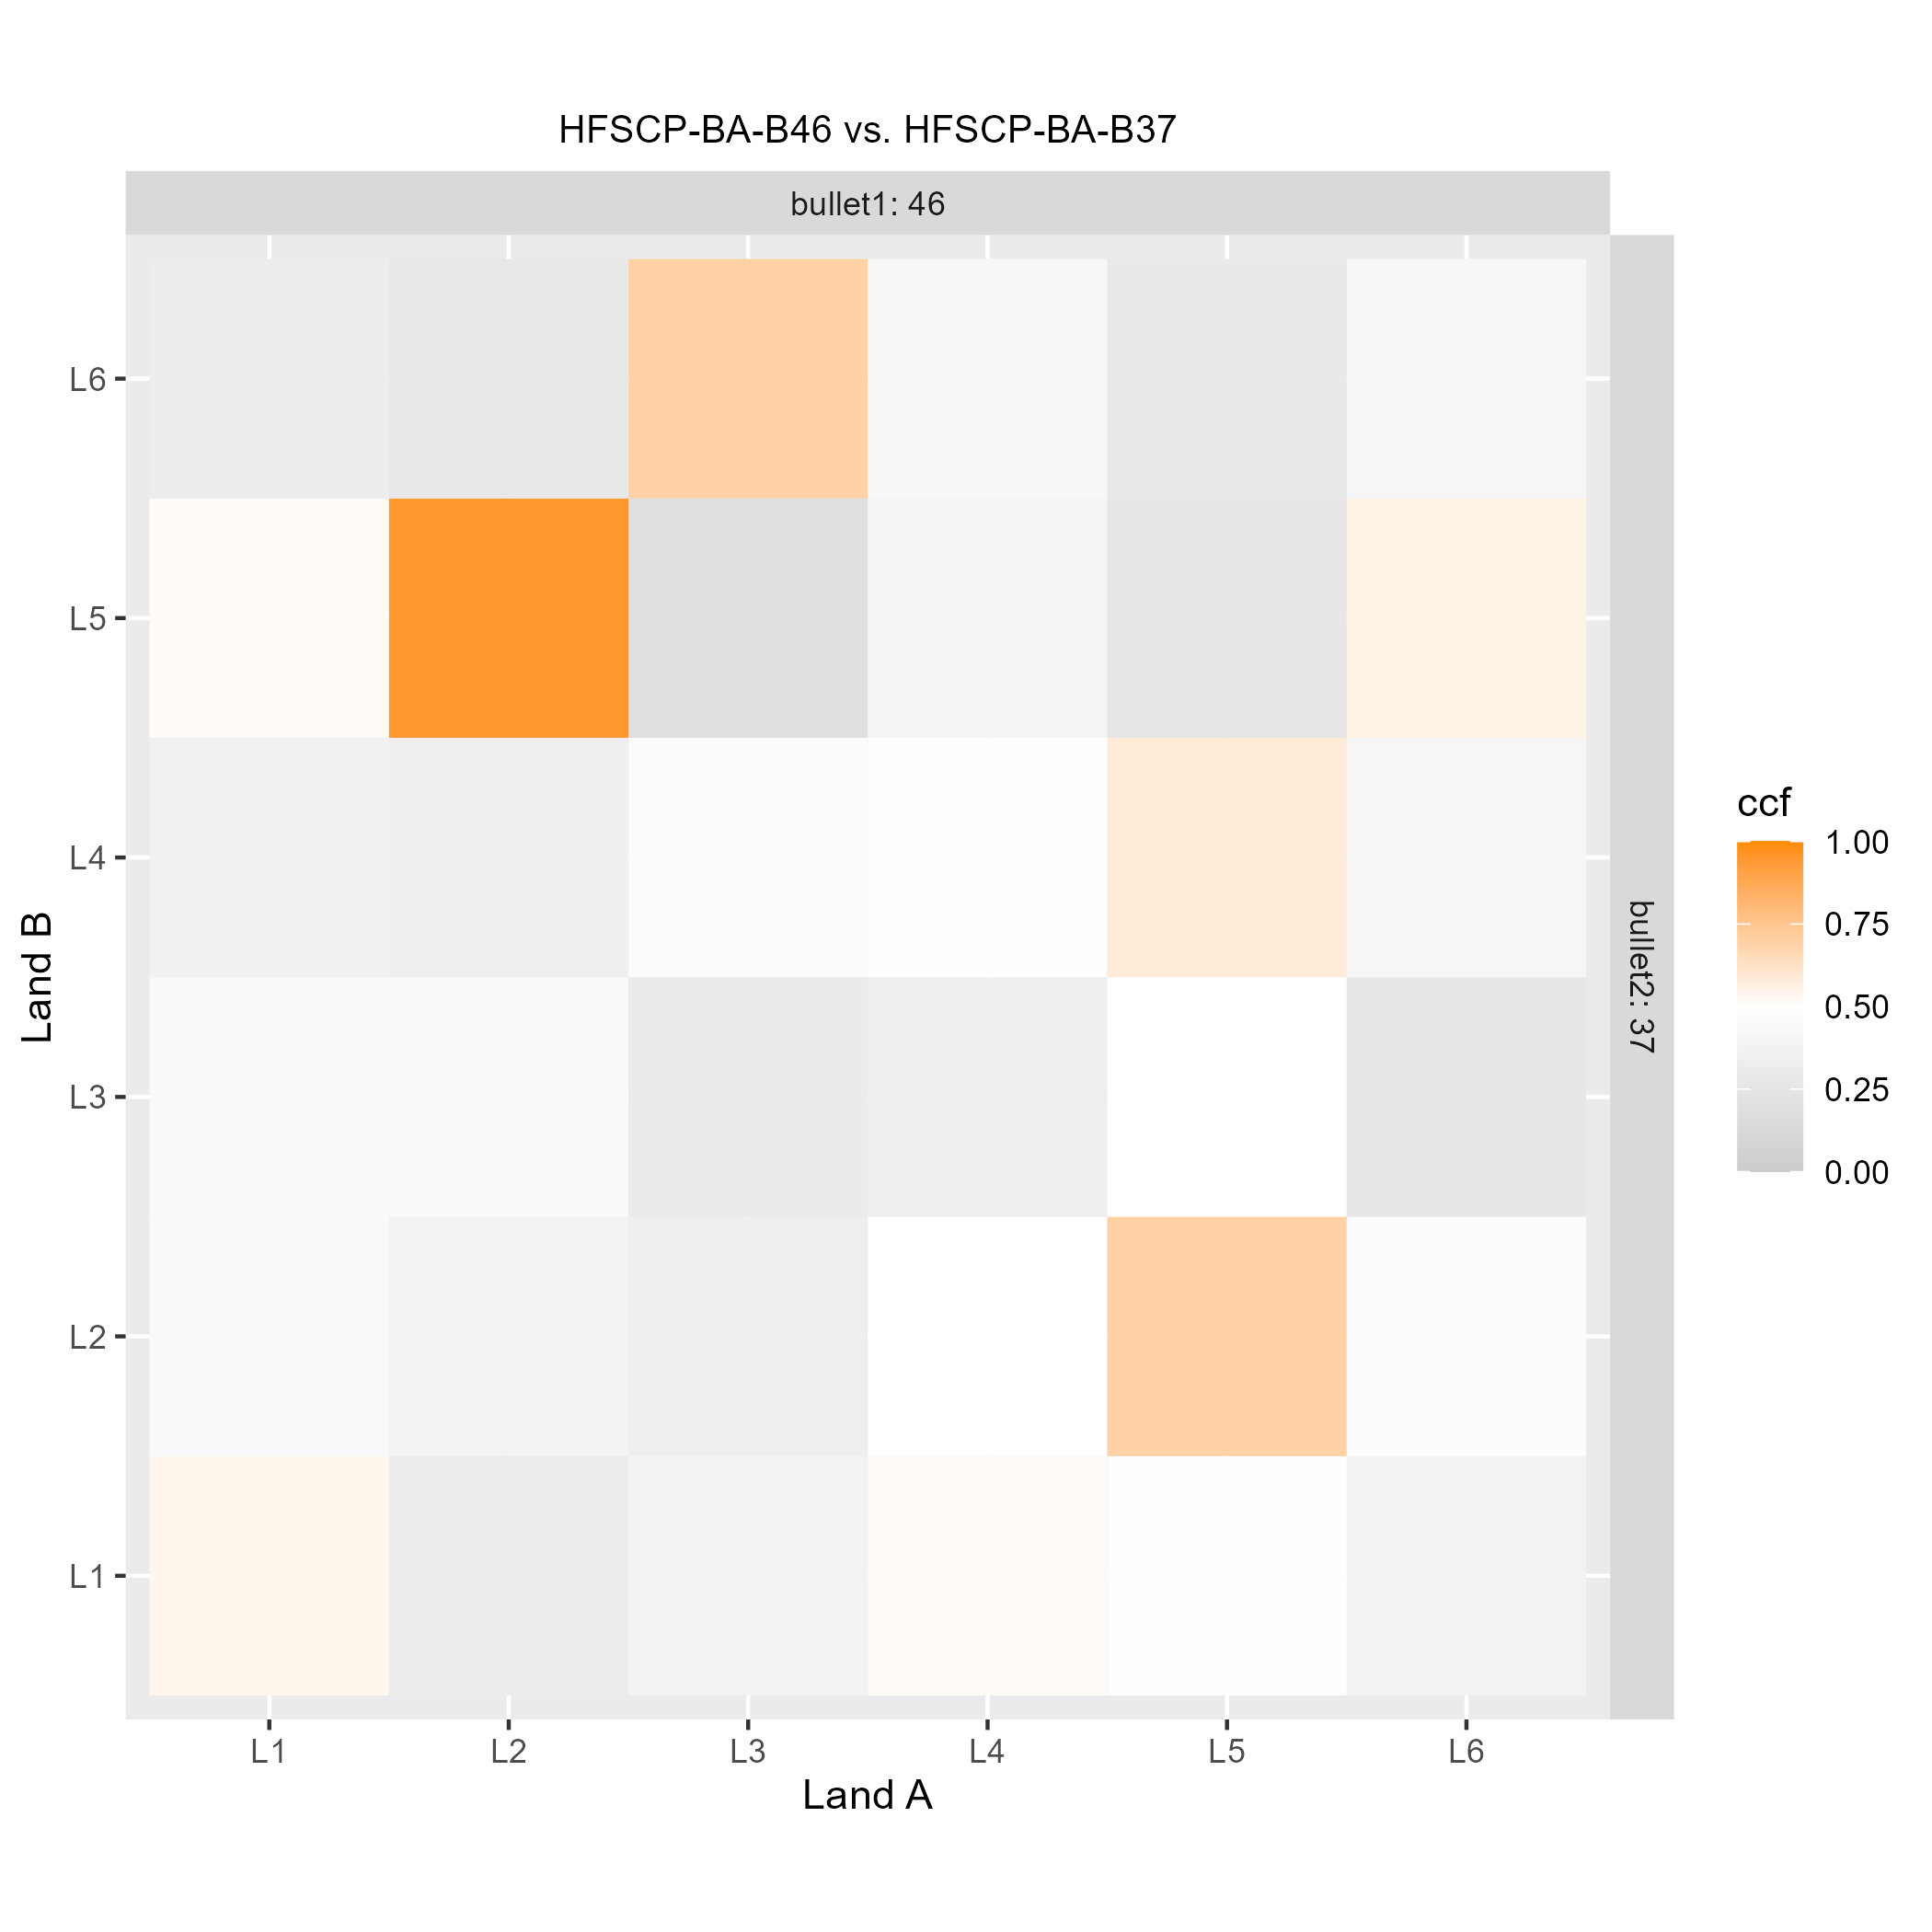 HFSCP-BA-B46 vs. HFSCP-BA-B37
bullet1: 46
L6
L5
L4
L3
L2
L1
Land B
bullet2: 37
L1 L2 L3 L4 L5 L6
Land A
ccf
1.00
0.75
0.50
0.25
0.00